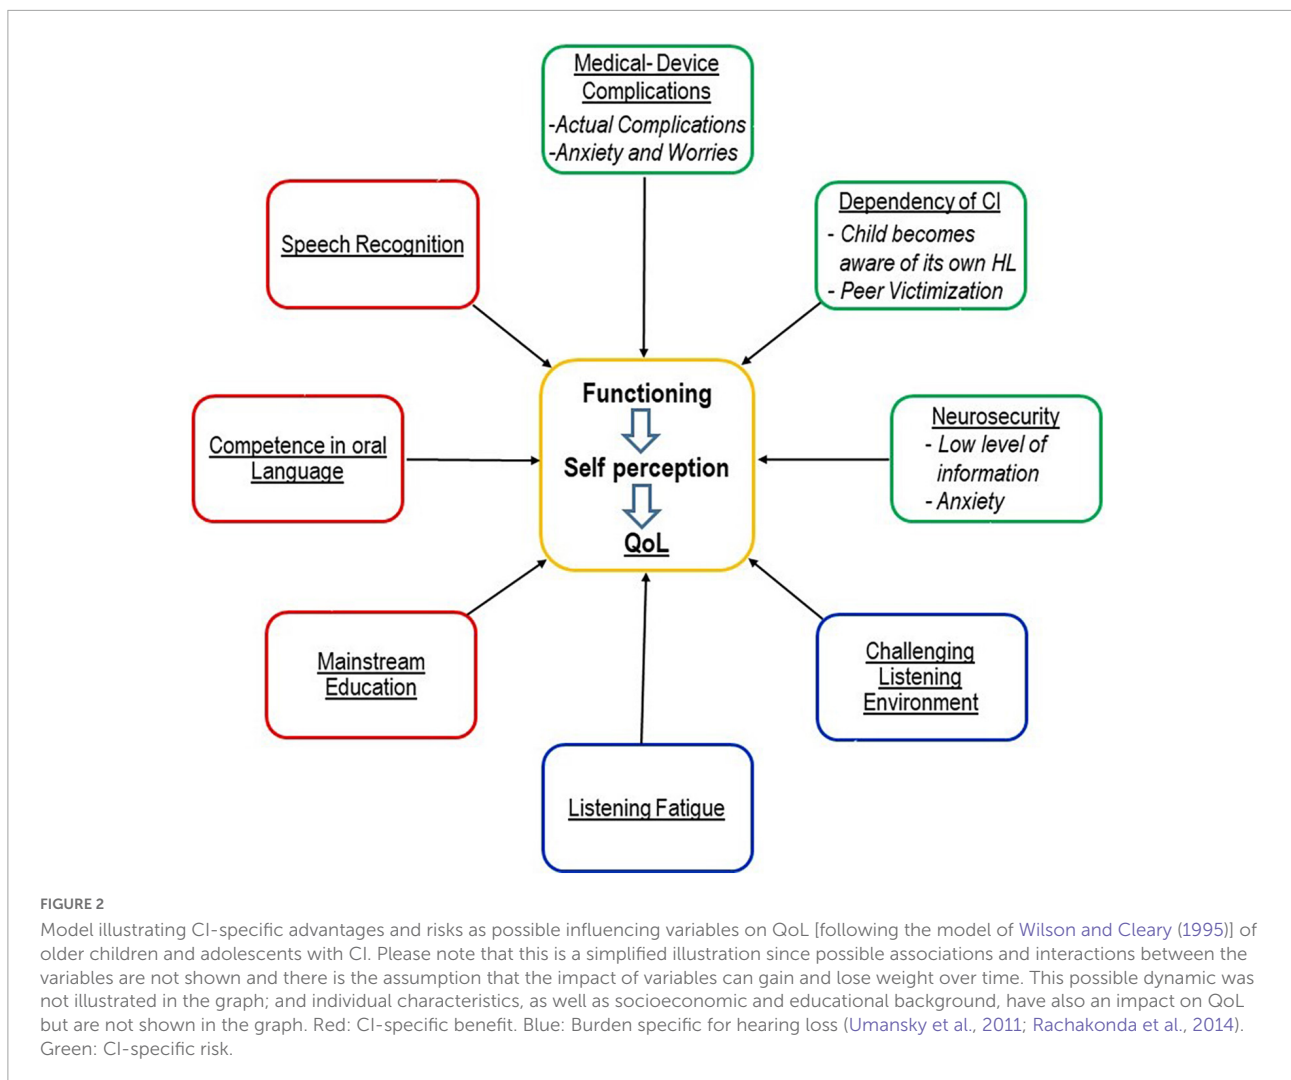 Medical- Device
Complications
-Actual Complications
-Anxiety and Worries
Dependency of CI
- Child becomes
aware of its own HL
- Peer Victimization
Speech Recognition
Functioning
Self perception
QoL
Competence in oral
Language
Neurosecurity
- Low level of
information
- Anxiety
Mainstream
Education
Challenging
Listening
Environment
Listening Fatigue
FIGURE 2
Model illustrating CI-specific advantages and risks as possible influencing variables on QoL [following the model of Wilson and Cleary (1995)] of
older children and adolescents with CI. Please note that this is a simplified illustration since possible associations and interactions between the
variables are not shown and there is the assumption that the impact of variables can gain and lose weight over time. This possible dynamic was
not illustrated in the graph; and individual characteristics, as well as socioeconomic and educational background, have also an impact on QoL
but are not shown in the graph. Red: CI-specific benefit. Blue: Burden specific for hearing loss (Umansky et al., 2011; Rachakonda et al., 2014).
Green: CI-specific risk.